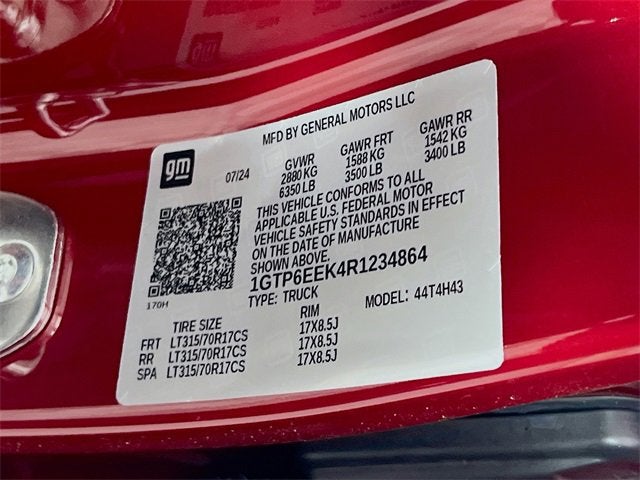 MFD BY GENERAL MOTORS LLC
gm
07/24
GVWR GAWR FRT GAWR RR
2880 KG 1588 KG 1542 KG
6350 LB 3500 LB 3400 LB
THIS VEHICLE CONFORMS TO ALL
APPLICABLE U.S. FEDERAL MOTOR
VEHICLE SAFETY STANDARDS IN EFFECT
ON THE DATE OF MANUFACTURE
SHOWN ABOVE.
1GTP6EEK4R1234864
170H
TYPE: TRUCK MODEL: 44T4H43
TIRE SIZE RIM
FRT LT315/70R17CS 17X8.5J
RR LT315/70R17CS 17X8.5J
SPA LT315/70R17CS 17X8.5J